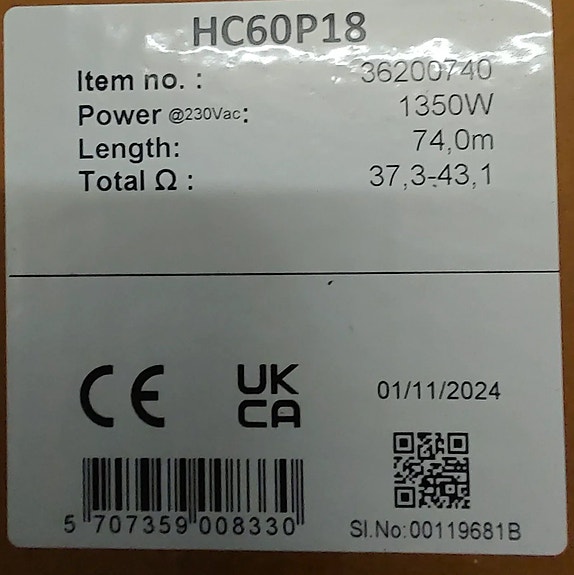 HC60P18
Item no. : 36200740
Power @230Vac: 1350W
Length: 74,0m
Total Ω : 37,3-43,1
CE UK CA 01/11/2024
5 707359 008330
SI.No:00119681B